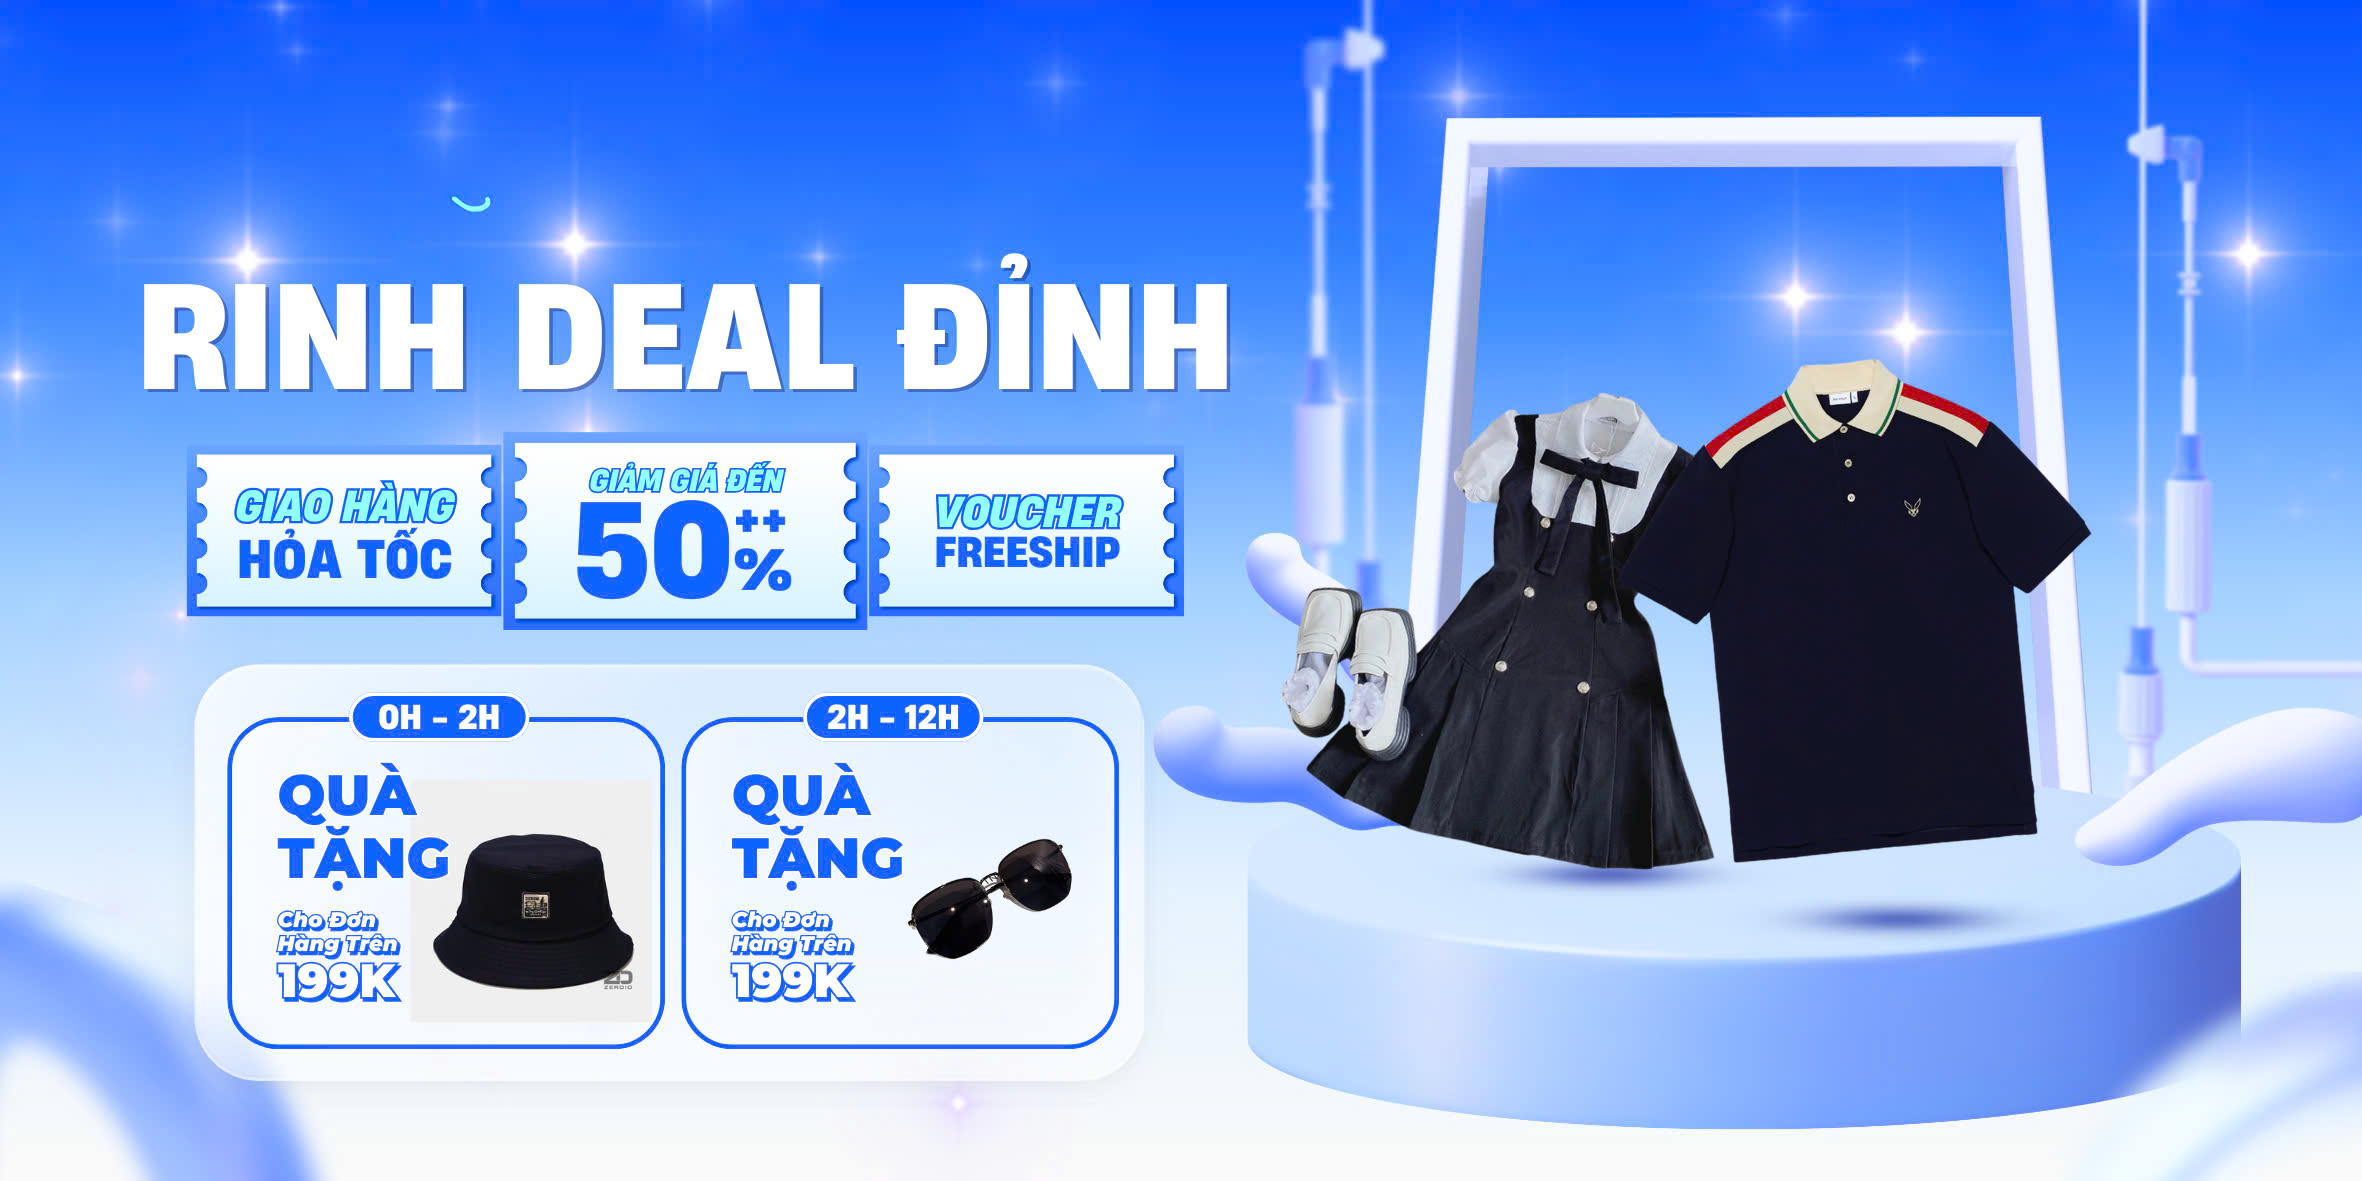 RINH DEAL ĐỈNH
GIAO HÀNG
HỎA TỐC
GIẢM GIÁ ĐẾN
50++%
VOUCHER
FREESHIP
0H - 2H
QUÀ
TẶNG
Cho Đơn
Hàng Trên
199K
ZERDIO
2H - 12H
QUÀ
TẶNG
Cho Đơn
Hàng Trên
199K